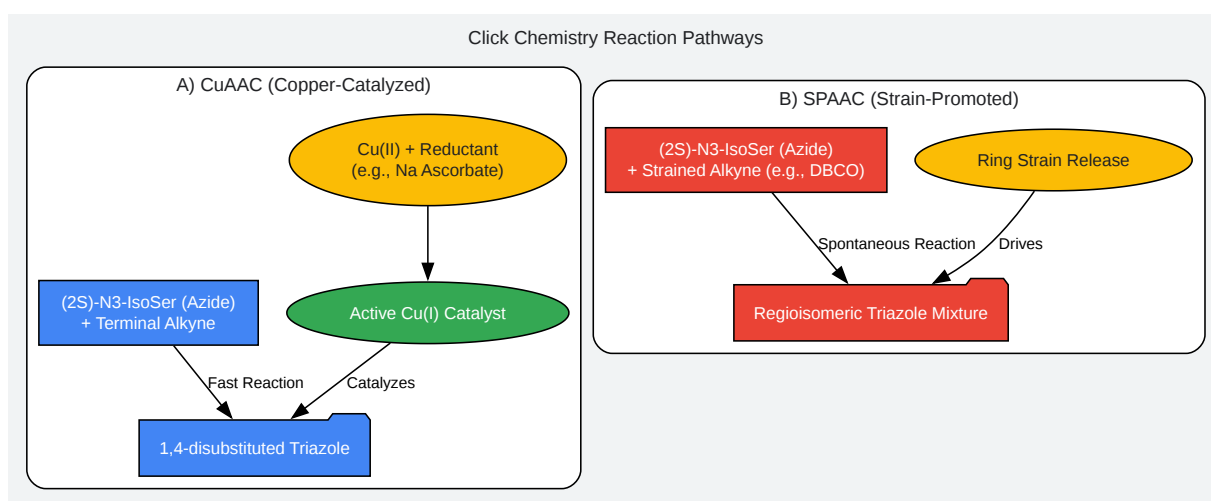 Click Chemistry Reaction Pathways
A) CuAAC (Copper-Catalyzed)
Cu(II) + Reductant
(e.g., Na Ascorbate)
(2S)-N3-IsoSer (Azide)
+ Terminal Alkyne
Active Cu(I) Catalyst
Fast Reaction
Catalyzes
1,4-disubstituted Triazole
B) SPAAC (Strain-Promoted)
(2S)-N3-IsoSer (Azide)
+ Strained Alkyne (e.g., DBCO)
Ring Strain Release
Spontaneous Reaction
Drives
Regioisomeric Triazole Mixture